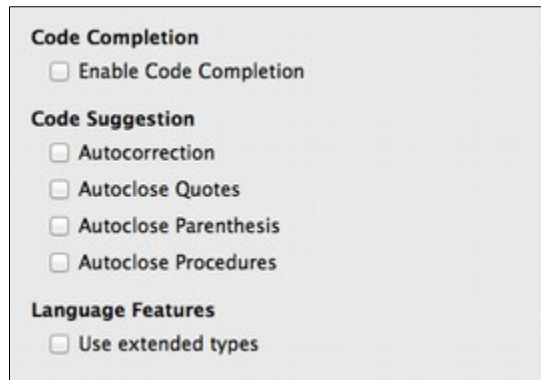 Code Completion
Enable Code Completion
Code Suggestion
Autocorrection
Autoclose Quotes
Autoclose Parenthesis
Autoclose Procedures
Language Features
Use extended types